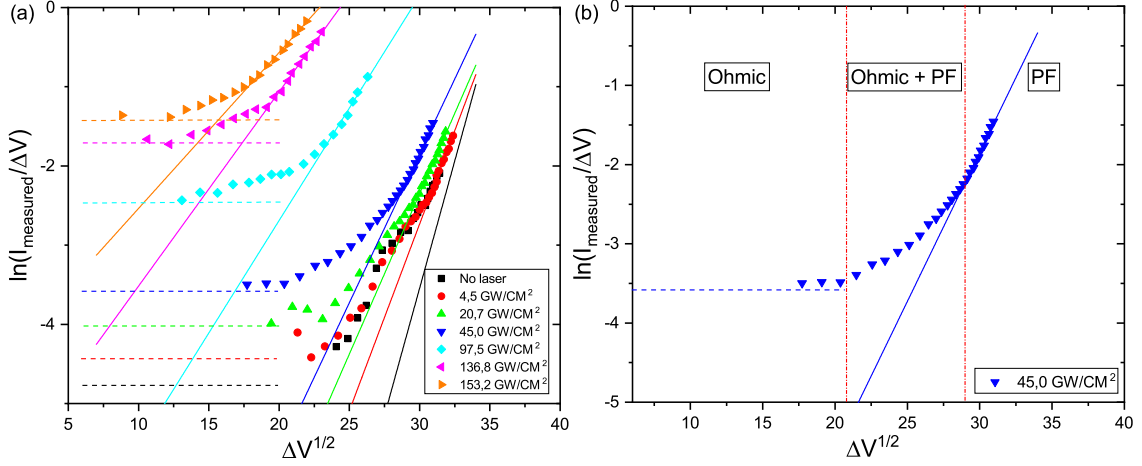 (a)
0
-1
-2
-3
-4
ln(I_measured/ΔV)
5 10 15 20 25 30 35 40
ΔV^1/2
No laser
4,5 GW/CM²
20,7 GW/CM²
45,0 GW/CM²
97,5 GW/CM²
136,8 GW/CM²
153,2 GW/CM²
(b)
0
-1
-2
-3
-4
-5
ln(I_measured/ΔV)
Ohmic
Ohmic + PF
PF
45,0 GW/CM²
10 15 20 25 30 35 40
ΔV^1/2